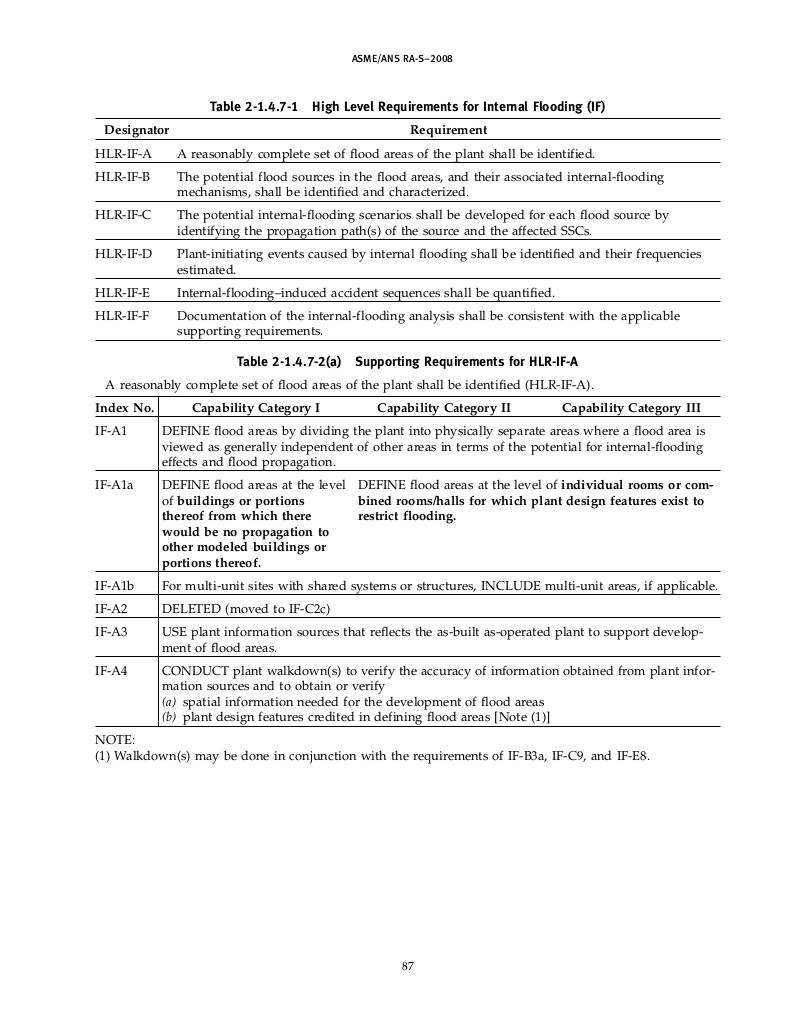 ASME/ANS RA-S–2008
Table 2-1.4.7-1 High Level Requirements for Internal Flooding (IF)
Designator Requirement
HLR-IF-A A reasonably complete set of flood areas of the plant shall be identified.
HLR-IF-B The potential flood sources in the flood areas, and their associated internal-flooding
mechanisms, shall be identified and characterized.
HLR-IF-C The potential internal-flooding scenarios shall be developed for each flood source by
identifying the propagation path(s) of the source and the affected SSCs.
HLR-IF-D Plant-initiating events caused by internal flooding shall be identified and their frequencies
estimated.
HLR-IF-E Internal-flooding–induced accident sequences shall be quantified.
HLR-IF-F Documentation of the internal-flooding analysis shall be consistent with the applicable
supporting requirements.
Table 2-1.4.7-2(a) Supporting Requirements for HLR-IF-A
A reasonably complete set of flood areas of the plant shall be identified (HLR-IF-A).
Index No. Capability Category I Capability Category II Capability Category III
IF-A1 DEFINE flood areas by dividing the plant into physically separate areas where a flood area is
viewed as generally independent of other areas in terms of the potential for internal-flooding
effects and flood propagation.
IF-A1a DEFINE flood areas at the level
of buildings or portions
thereof from which there
would be no propagation to
other modeled buildings or
portions thereof.
DEFINE flood areas at the level of individual rooms or com-
bined rooms/halls for which plant design features exist to
restrict flooding.
IF-A1b For multi-unit sites with shared systems or structures, INCLUDE multi-unit areas, if applicable.
IF-A2 DELETED (moved to IF-C2c)
IF-A3 USE plant information sources that reflects the as-built as-operated plant to support develop-
ment of flood areas.
IF-A4 CONDUCT plant walkdown(s) to verify the accuracy of information obtained from plant infor-
mation sources and to obtain or verify
(a) spatial information needed for the development of flood areas
(b) plant design features credited in defining flood areas [Note (1)]
NOTE:
(1) Walkdown(s) may be done in conjunction with the requirements of IF-B3a, IF-C9, and IF-E8.
87